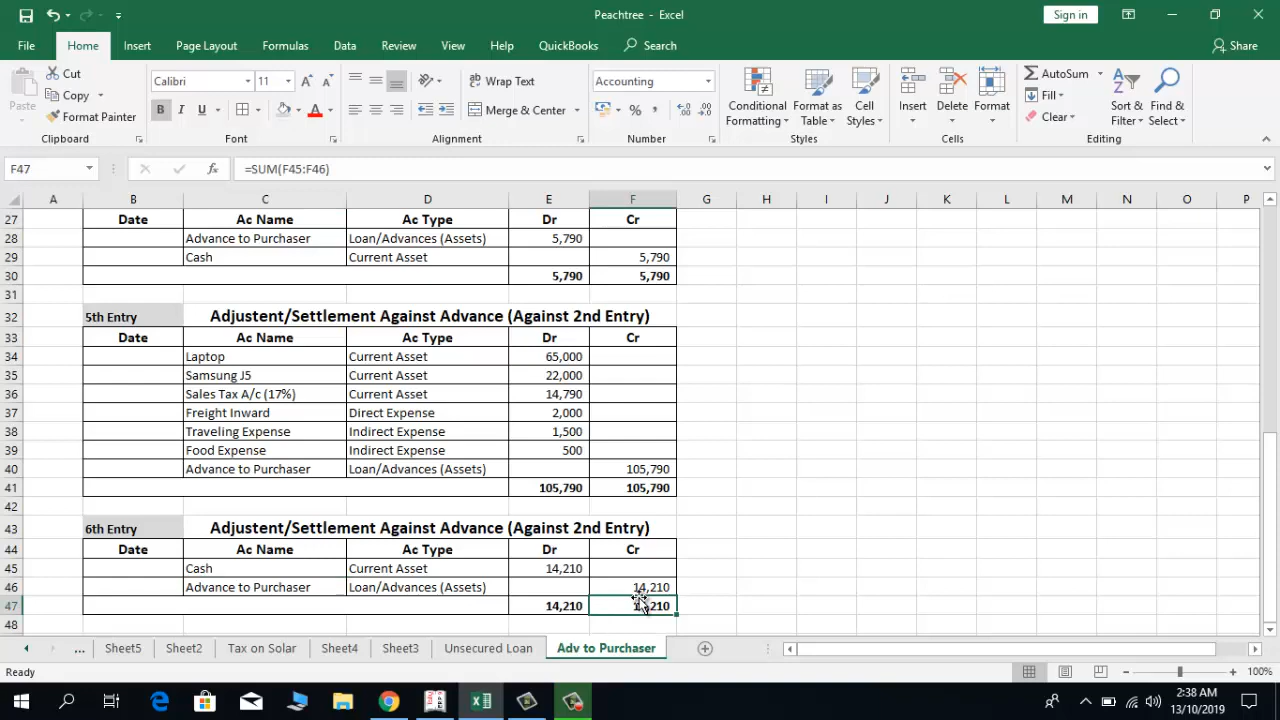 Peachtree - Excel
Sign in
File Home Insert Page Layout Formulas Data Review View Help QuickBooks Search Share
Paste
Cut
Copy
Format Painter
Clipboard
Calibri 11
B I U
Font
Wrap Text
Merge & Center
Alignment
Accounting
Number
Conditional Formatting
Format as Table
Cell Styles
Styles
Insert Delete Format
Cells
AutoSum
Fill
Clear
Sort & Filter
Find & Select
Editing
F47 fx =SUM(F45:F46)
A B C D E F G H I J K L M N O P
27 Date Ac Name Ac Type Dr Cr
28 Advance to Purchaser Loan/Advances (Assets) 5,790
29 Cash Current Asset 5,790
30 5,790 5,790
31
32 5th Entry Adjustent/Settlement Against Advance (Against 2nd Entry)
33 Date Ac Name Ac Type Dr Cr
34 Laptop Current Asset 65,000
35 Samsung J5 Current Asset 22,000
36 Sales Tax A/c (17%) Current Asset 14,790
37 Freight Inward Direct Expense 2,000
38 Traveling Expense Indirect Expense 1,500
39 Food Expense Indirect Expense 500
40 Advance to Purchaser Loan/Advances (Assets) 105,790
41 105,790 105,790
42
43 6th Entry Adjustent/Settlement Against Advance (Against 2nd Entry)
44 Date Ac Name Ac Type Dr Cr
45 Cash Current Asset 14,210
46 Advance to Purchaser Loan/Advances (Assets) 14,210
47 14,210 14,210
48
... Sheet5 Sheet2 Tax on Solar Sheet4 Sheet3 Unsecured Loan Adv to Purchaser
Ready 100%
2:38 AM
13/10/2019